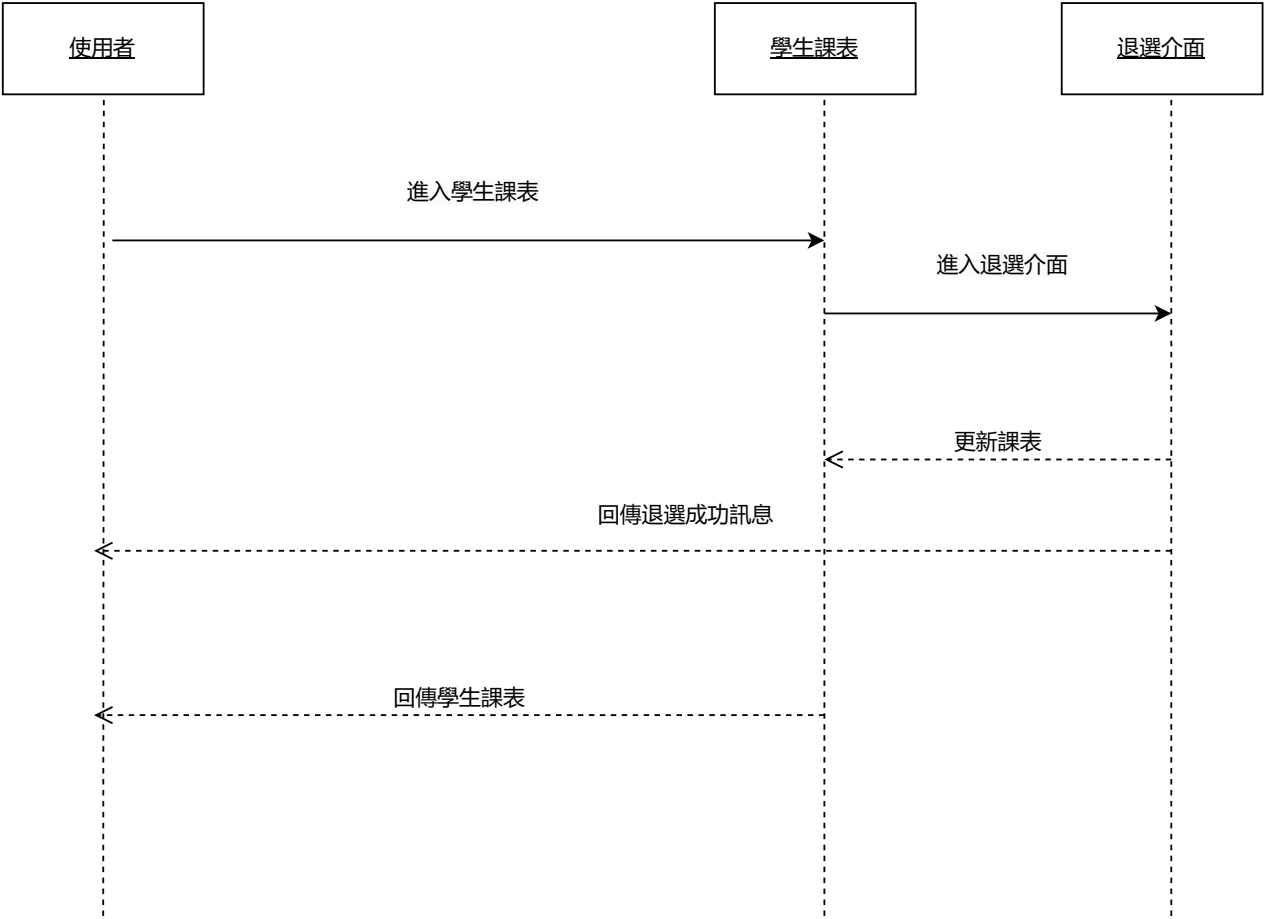 使用者
學生課表
退選介面
進入學生課表
進入退選介面
更新課表
回傳退選成功訊息
回傳學生課表